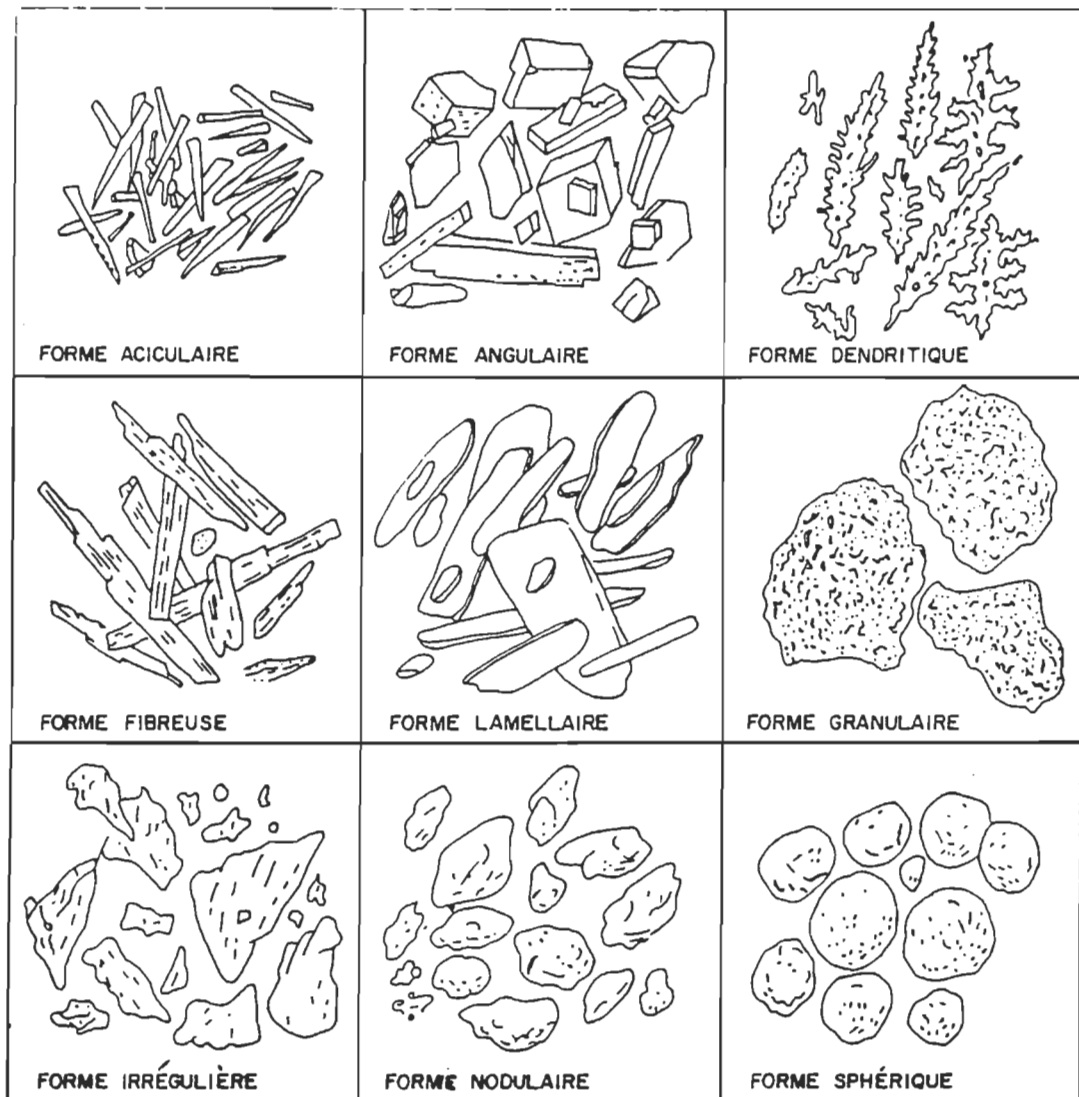 FORME ACICULAIRE
FORME ANGULAIRE
FORME DENDRITIQUE
FORME FIBREUSE
FORME LAMELLAIRE
FORME GRANULAIRE
FORME IRRÉGULIÈRE
FORME NODULAIRE
FORME SPHÉRIQUE